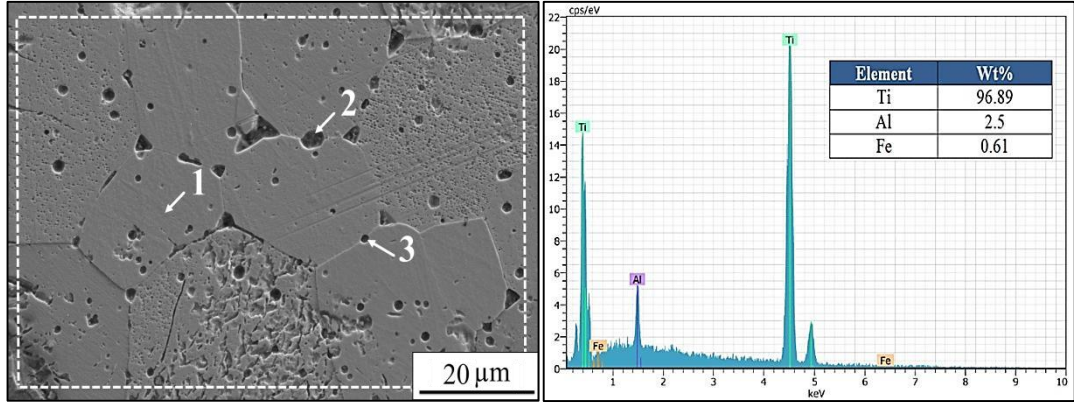 1
2
3
20 µm
cps/eV
22
20
18
16
14
12
10
8
6
4
2
0
Ti
Fe
Al
Ti
Fe
1 2 3 4 5 6 7 8 9 10
keV
Element Wt%
Ti 96.89
Al 2.5
Fe 0.61